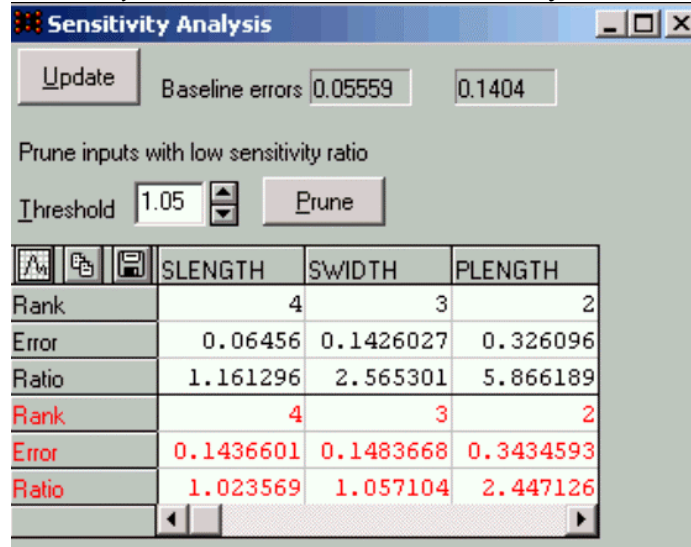 Sensitivity Analysis
Update Baseline errors 0.05559 0.1404
Prune inputs with low sensitivity ratio
Threshold 1.05 Prune
SLENGTH SWIDTH PLENGTH
Rank 4 3 2
Error 0.06456 0.1426027 0.326096
Ratio 1.161296 2.565301 5.866189
Rank 4 3 2
Error 0.1436601 0.1483668 0.3434593
Ratio 1.023569 1.057104 2.447126